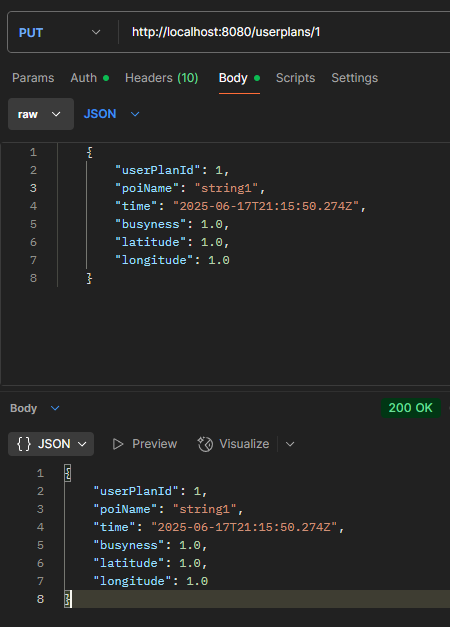 PUT http://localhost:8080/userplans/1
Params Auth Headers (10) Body Scripts Settings
raw JSON
1 {
2 "userPlanId": 1,
3 "poiName": "string1",
4 "time": "2025-06-17T21:15:50.274Z",
5 "busyness": 1.0,
6 "latitude": 1.0,
7 "longitude": 1.0
8 }
Body 200 OK
{} JSON Preview Visualize
1 {
2 "userPlanId": 1,
3 "poiName": "string1",
4 "time": "2025-06-17T21:15:50.274Z",
5 "busyness": 1.0,
6 "latitude": 1.0,
7 "longitude": 1.0
8 }